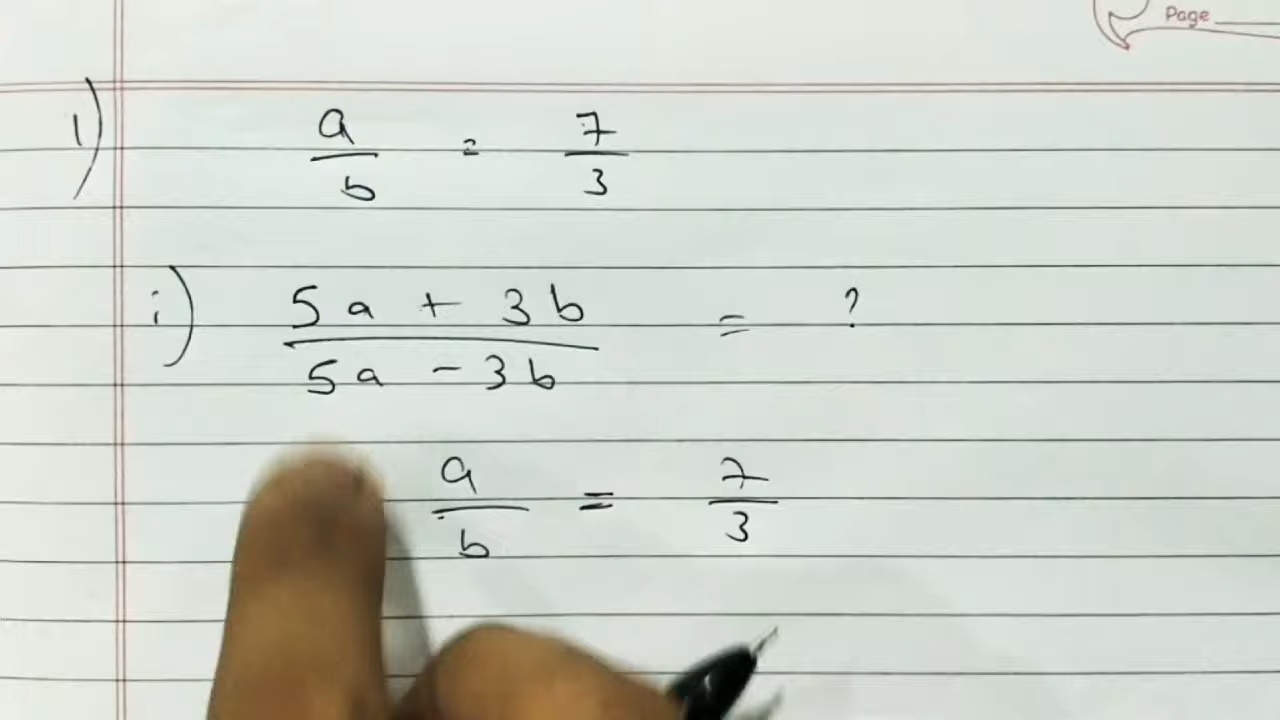 Page
1) a/b = 7/3
i) 5a + 3b / 5a - 3b = ?
a/b = 7/3